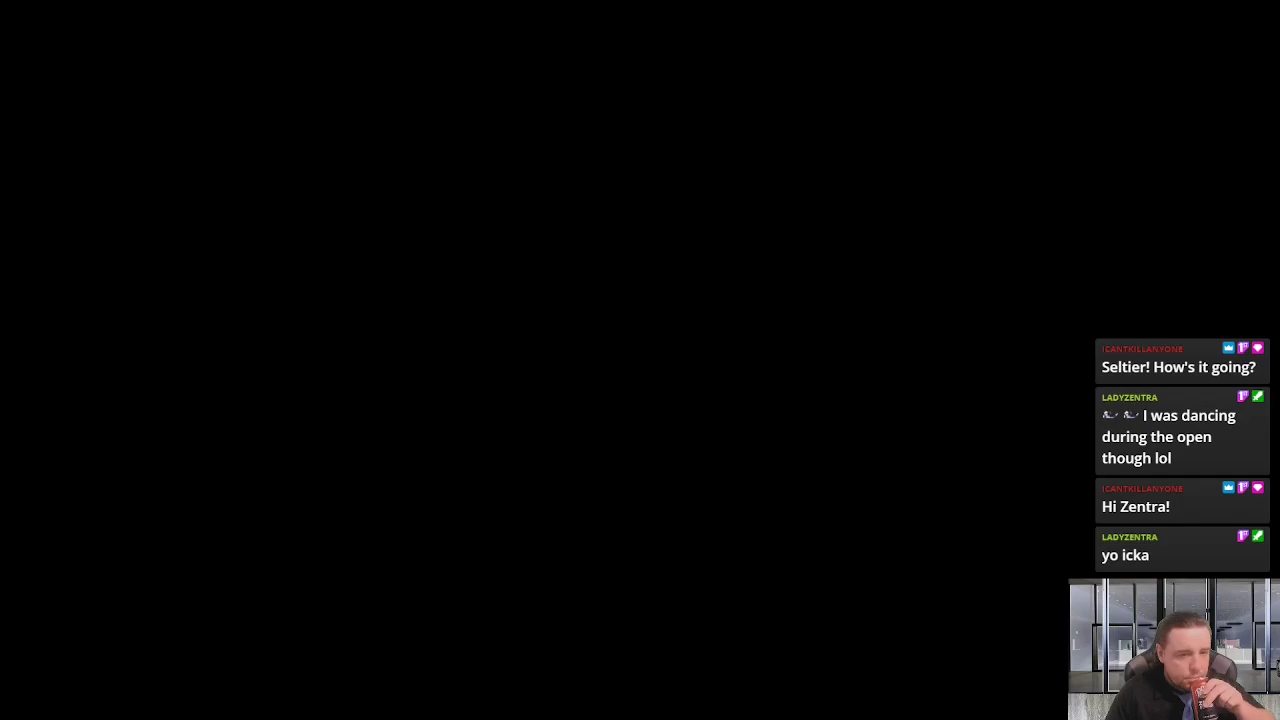 ICANTKILLANYONE
Seltier! How's it going?
LADYZENTRA
I was dancing
during the open
though lol
ICANTKILLANYONE
Hi Zentra!
LADYZENTRA
yo icka